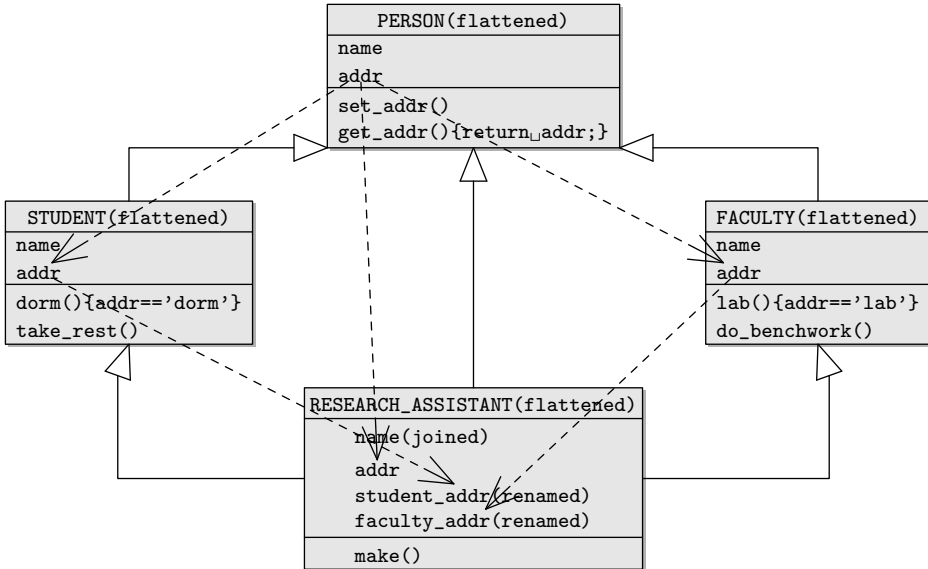 PERSON(flattened)
name
addr
set_addr()
get_addr(){return␣addr;}
STUDENT(flattened)
name
addr
dorm(){addr=='dorm'}
take_rest()
FACULTY(flattened)
name
addr
lab(){addr=='lab'}
do_benchwork()
RESEARCH_ASSISTANT(flattened)
name(joined)
addr
student_addr(renamed)
faculty_addr(renamed)
make()